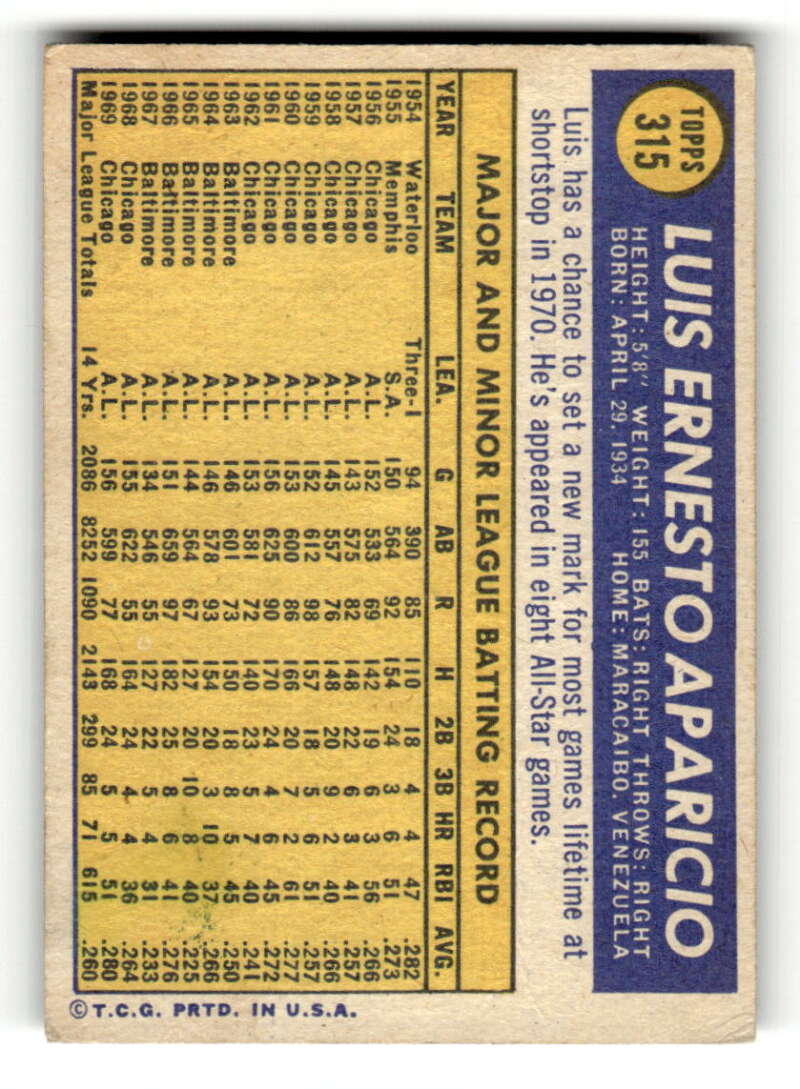 TOPPS
315
LUIS ERNESTO APARICIO
HEIGHT: 5'8" WEIGHT: 155 BATS: RIGHT THROWS: RIGHT
BORN: APRIL 29, 1934 HOME: MARACAIBO, VENEZUELA
Luis has a chance to set a new mark for most games lifetime at
shortstop in 1970. He's appeared in eight All-Star games.
MAJOR AND MINOR LEAGUE BATTING RECORD
YEAR TEAM LEA. G AB R H 2B 3B HR RBI AVG.
1954 Waterloo Three-I 94 390 85 110 18 4 4 47 .282
1955 Memphis S.A. 150 564 92 154 24 3 6 51 .273
1956 Chicago A.L. 152 533 69 142 19 6 3 56 .266
1957 Chicago A.L. 143 575 82 148 22 6 3 41 .257
1958 Chicago A.L. 145 557 76 148 20 9 2 40 .266
1959 Chicago A.L. 152 612 98 157 18 5 6 51 .257
1960 Chicago A.L. 153 600 86 166 20 7 2 61 .277
1961 Chicago A.L. 156 625 90 170 24 4 6 45 .272
1962 Chicago A.L. 153 581 72 140 23 5 7 40 .241
1963 Baltimore A.L. 146 601 73 150 18 8 5 45 .250
1964 Baltimore A.L. 146 578 93 154 20 3 10 37 .266
1965 Baltimore A.L. 144 564 67 127 20 10 8 40 .225
1966 Baltimore A.L. 151 659 97 182 25 8 6 41 .276
1967 Baltimore A.L. 134 546 55 127 22 5 4 31 .233
1968 Chicago A.L. 155 622 55 164 24 4 4 36 .264
1969 Chicago A.L. 156 599 77 168 24 5 5 51 .280
Major League Totals 14 Yrs. 2086 8252 1090 2143 299 85 71 615 .260
© T.C.G. PRTD. IN U.S.A.